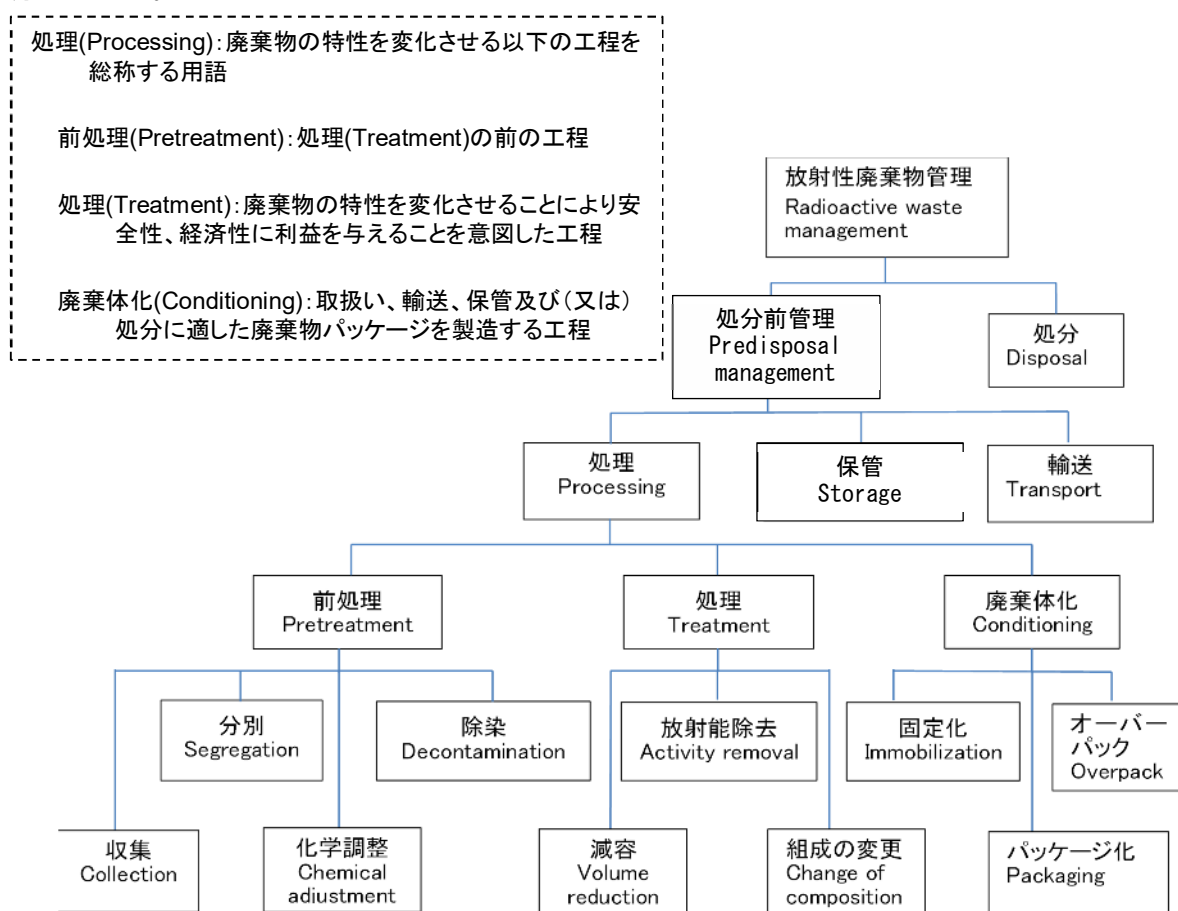 処理(Processing):廃棄物の特性を変化させる以下の工程を
総称する用語
前処理(Pretreatment):処理(Treatment)の前の工程
処理(Treatment):廃棄物の特性を変化させることにより安
全性、経済性に利益を与えることを意図した工程
廃棄体化(Conditioning):取扱い、輸送、保管及び(又は)
処分に適した廃棄物パッケージを製造する工程
放射性廃棄物管理
Radioactive waste
management
処分前管理
Predisposal
management
処分
Disposal
処理
Processing
保管
Storage
輸送
Transport
前処理
Pretreatment
処理
Treatment
廃棄体化
Conditioning
分別
Segregation
除染
Decontamination
放射能除去
Activity removal
固定化
Immobilization
オーバー
パック
Overpack
収集
Collection
化学調整
Chemical
adjustment
減容
Volume
reduction
組成の変更
Change of
composition
パッケージ化
Packaging